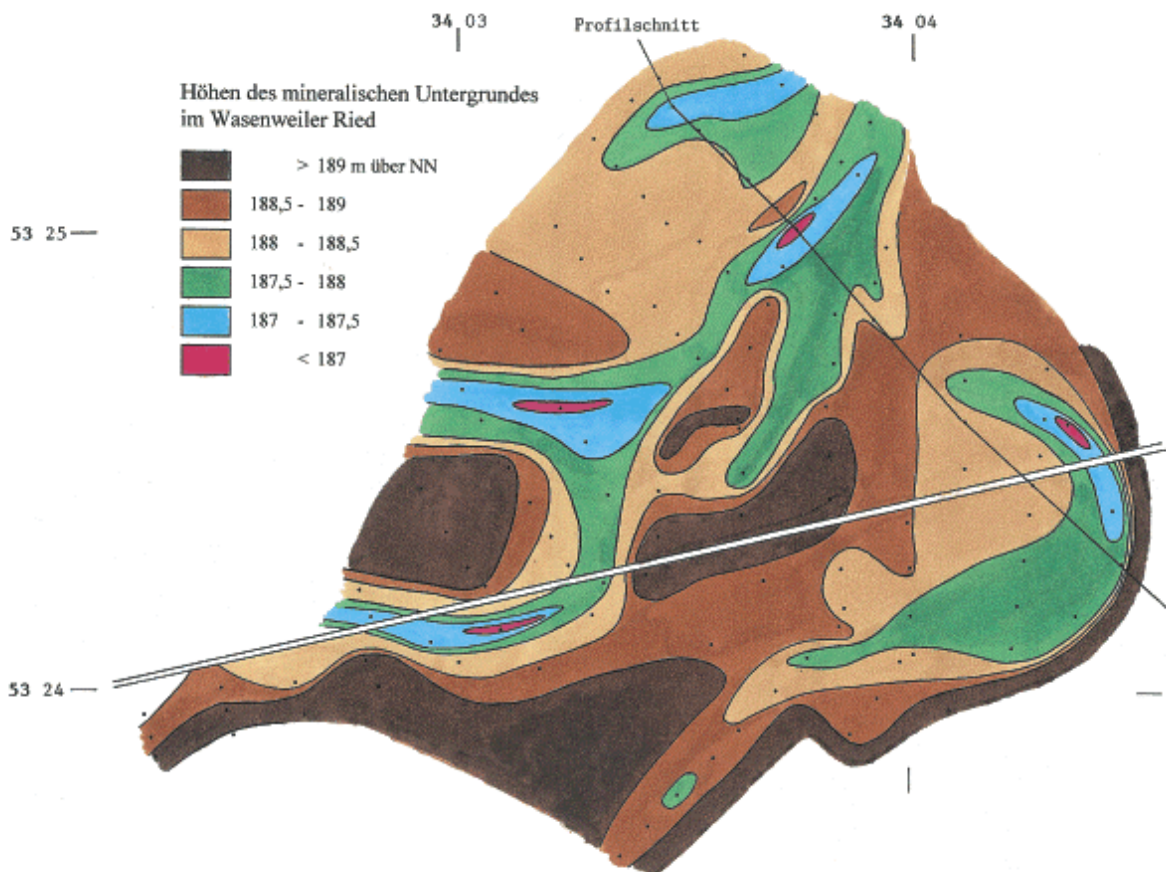 34 03
Profilschnitt
34 04
Höhen des mineralischen Untergrundes
im Wasenweiler Ried
> 189 m über NN
188,5 - 189
188 - 188,5
187,5 - 188
187 - 187,5
< 187
53 25
53 24